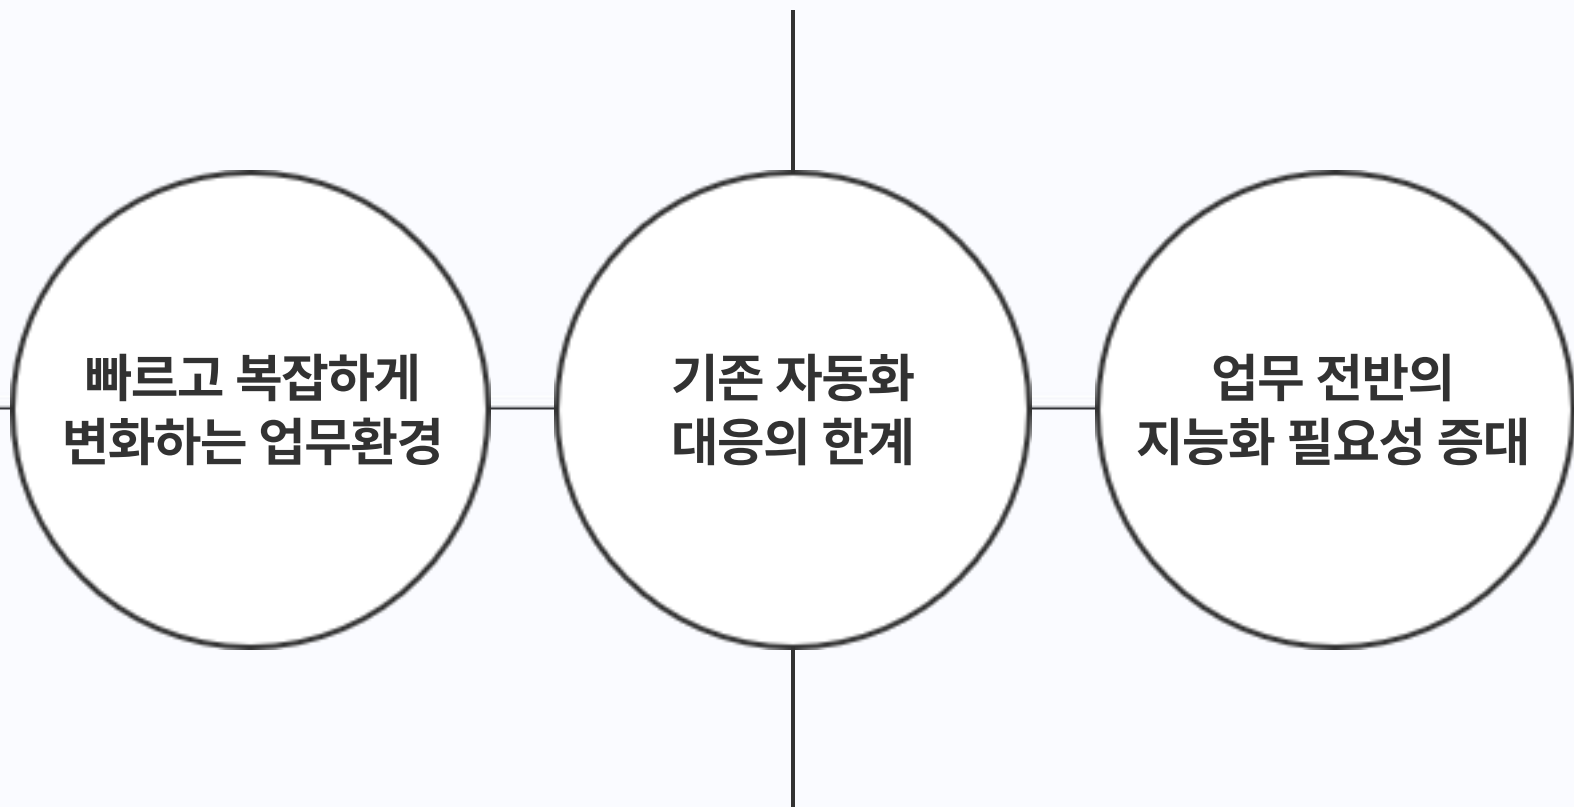 빠르고 복잡하게
변화하는 업무환경
기존 자동화
대응의 한계
업무 전반의
지능화 필요성 증대